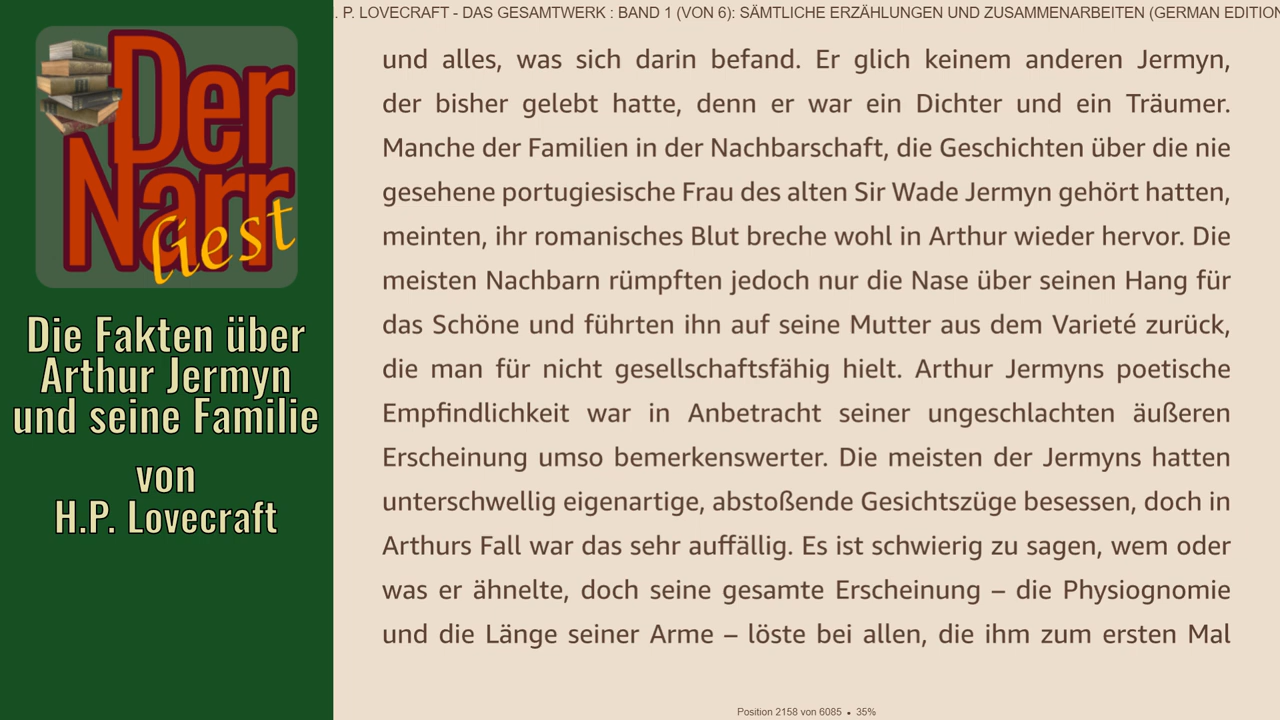 Der
Narr
liest
Die Fakten über
Arthur Jermyn
und seine Familie
von
H.P. Lovecraft
. P. LOVECRAFT - DAS GESAMTWERK : BAND 1 (VON 6): SÄMTLICHE ERZÄHLUNGEN UND ZUSAMMENARBEITEN (GERMAN EDITION
und alles, was sich darin befand. Er glich keinem anderen Jermyn,
der bisher gelebt hatte, denn er war ein Dichter und ein Träumer.
Manche der Familien in der Nachbarschaft, die Geschichten über die nie
gesehene portugiesische Frau des alten Sir Wade Jermyn gehört hatten,
meinten, ihr romanisches Blut breche wohl in Arthur wieder hervor. Die
meisten Nachbarn rümpften jedoch nur die Nase über seinen Hang für
das Schöne und führten ihn auf seine Mutter aus dem Varieté zurück,
die man für nicht gesellschaftsfähig hielt. Arthur Jermyns poetische
Empfindlichkeit war in Anbetracht seiner ungeschlachten äußeren
Erscheinung umso bemerkenswerter. Die meisten der Jermyns hatten
unterschwellig eigenartige, abstoßende Gesichtszüge besessen, doch in
Arthurs Fall war das sehr auffällig. Es ist schwierig zu sagen, wem oder
was er ähnelte, doch seine gesamte Erscheinung – die Physiognomie
und die Länge seiner Arme – löste bei allen, die ihm zum ersten Mal
Position 2158 von 6085 • 35%